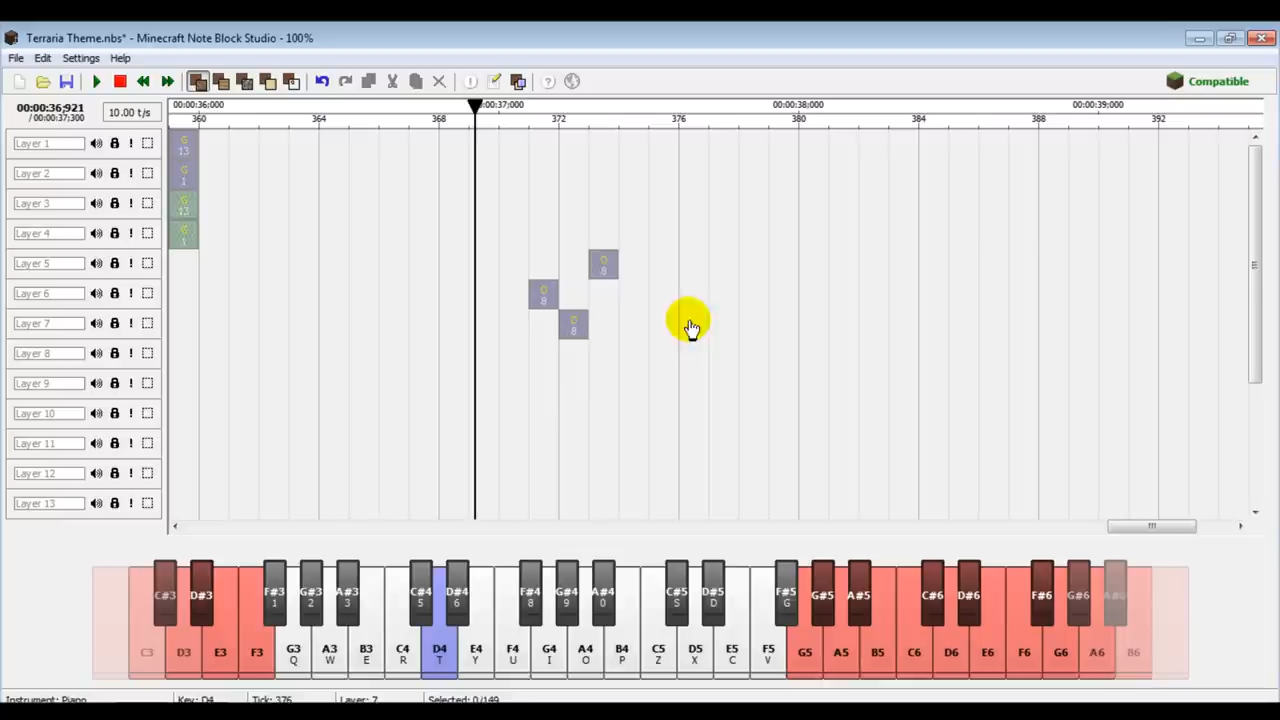 Terraria Theme.nbs* - Minecraft Note Block Studio - 100%
File Edit Settings Help
Compatible
00:00:36,921
/ 00:00:37,300
10.00 t/s
00:00:36:000 00:00:37:000 00:00:38:000 00:00:39:000
360 364 368 372 376 380 384 388 392
Layer 1
G
13
Layer 2
G
1
Layer 3
G
13
Layer 4
G
1
Layer 5
8
Layer 6
8
Layer 7
8
Layer 8
Layer 9
Layer 10
Layer 11
Layer 12
Layer 13
C#3 D#3 F#3 G#3 A#3 C#4 D#4 F#4 G#4 A#4 C#5 D#5 F#5 G#5 A#5 C#6 D#6 F#6 G#6
1 2 3 5 6 8 9 0 S D G
C3 D3 E3 F3 G3 A3 B3 C4 D4 E4 F4 G4 A4 B4 C5 D5 E5 F5 G5 A5 B5 C6 D6 E6 F6 G6 A6 B6
Q W E R T Y U I O P Z X C V
Instrument: Piano Key: D4 Tick: 376 Layer: 7 Selected: 0/149